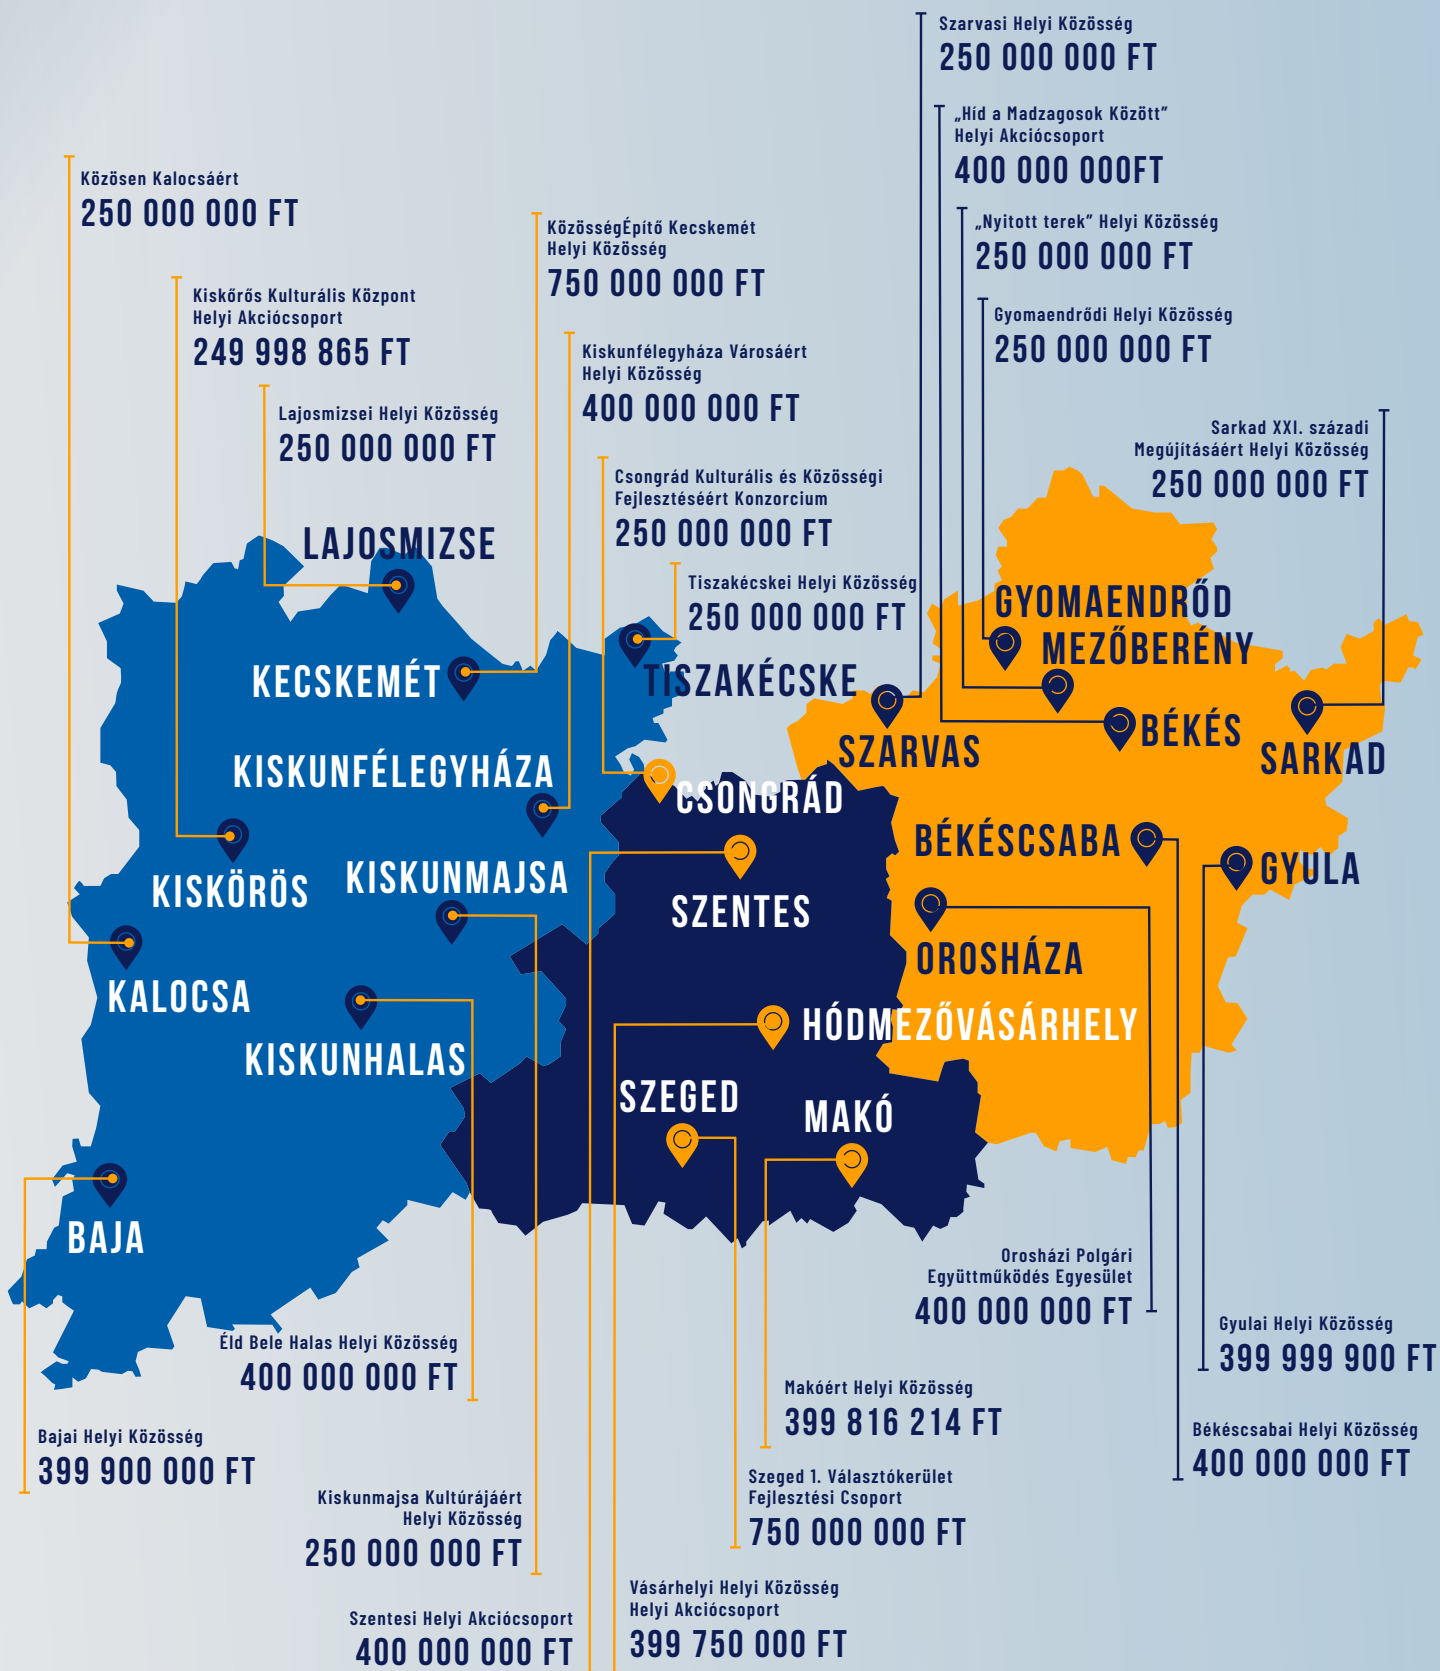 Szarvasi Helyi Közösség
250 000 000 FT
„Híd a Madzagosok Között”
Helyi Akciócsoport
400 000 000FT
Közösen Kalocsáért
250 000 000 FT
„Nyitott terek” Helyi Közösség
250 000 000 FT
KözösségÉpítő Kecskemét
Helyi Közösség
750 000 000 FT
Kiskőrős Kulturális Központ
Helyi Akciócsoport
249 998 865 FT
Gyomaendrődi Helyi Közösség
250 000 000 FT
Kiskunfélegyháza Városáért
Helyi Közösség
400 000 000 FT
Lajosmizsei Helyi Közösség
250 000 000 FT
Sarkad XXI. századi
Megújításáért Helyi Közösség
250 000 000 FT
Csongrád Kulturális és Közösségi
Fejlesztéséért Konzorcium
250 000 000 FT
LAJOSMIZSE
Tiszakécskei Helyi Közösség
250 000 000 FT
GYOMAENDRŐD
MEZŐBERÉNY
KECSKEMÉT
TISZAKÉCSKE
BÉKÉS
SZARVAS
SARKAD
KISKUNFÉLEGYHÁZA
CSONGRÁD
BÉKÉSCSABA
GYULA
KISKUNMAJSA
KISKÖRÖS
SZENTES
OROSHÁZA
KALOCSA
HÓDMEZŐVÁSÁRHELY
KISKUNHALAS
SZEGED
MAKÓ
BAJA
Orosházi Polgári
Együttműködés Egyesület
400 000 000 FT
Gyulai Helyi Közösség
399 999 900 FT
Éld Bele Halas Helyi Közösség
400 000 000 FT
Makóért Helyi Közösség
399 816 214 FT
Békéscsabai Helyi Közösség
400 000 000 FT
Bajai Helyi Közösség
399 900 000 FT
Szeged 1. Választókerület
Fejlesztési Csoport
750 000 000 FT
Kiskunmajsa Kultúrájáért
Helyi Közösség
250 000 000 FT
Vásárhelyi Helyi Közösség
Helyi Akciócsoport
399 750 000 FT
Szentesi Helyi Akciócsoport
400 000 000 FT